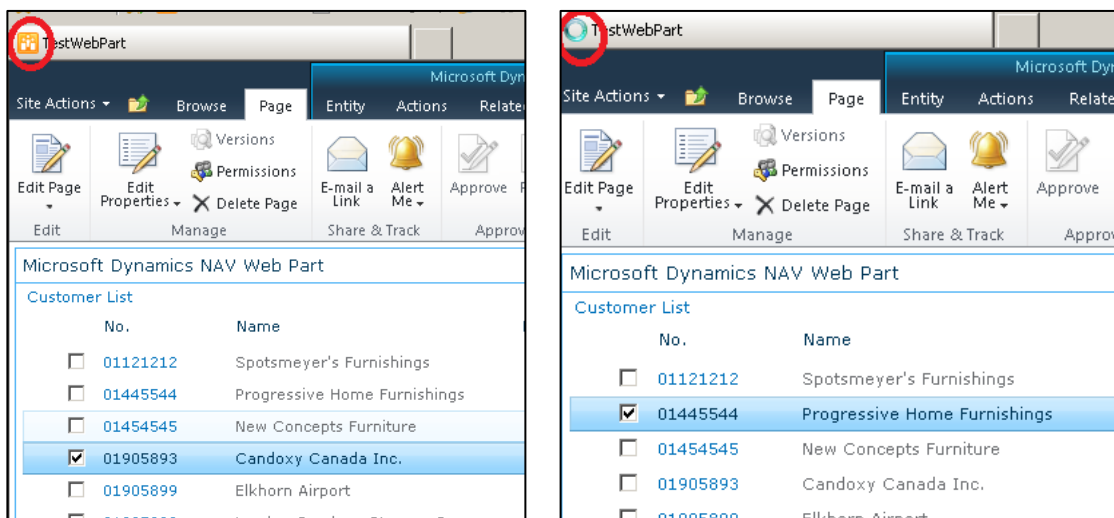 TestWebPart
Microsoft Dyn
Site Actions Browse Page Entity Actions Relate
Versions
Permissions
Edit Page Edit Properties Delete Page E-mail a Link Alert Me Approve
Edit Manage Share & Track Approv
Microsoft Dynamics NAV Web Part
Customer List
No. Name
01121212 Spotsmeyer's Furnishings
01445544 Progressive Home Furnishings
01454545 New Concepts Furniture
01905893 Candoxy Canada Inc.
01905899 Elkhorn Airport
TestWebPart
Microsoft Dyn
Site Actions Browse Page Entity Actions Relate
Versions
Permissions
Edit Page Edit Properties Delete Page E-mail a Link Alert Me Approve
Edit Manage Share & Track Approv
Microsoft Dynamics NAV Web Part
Customer List
No. Name
01121212 Spotsmeyer's Furnishings
01445544 Progressive Home Furnishings
01454545 New Concepts Furniture
01905893 Candoxy Canada Inc.
01905899 Elkhorn Airport